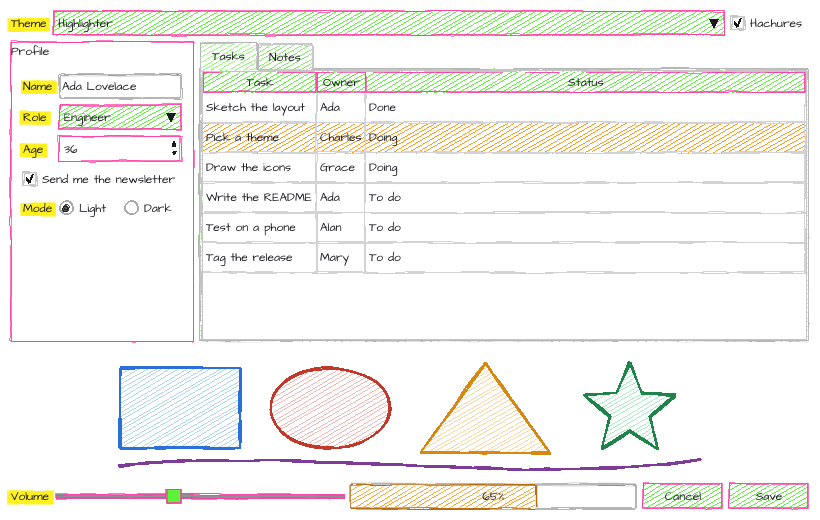 Theme Highlighter Hachures
Profile
Tasks Notes
Name Ada Lovelace
Role Engineer
Age 36
Send me the newsletter
Mode Light Dark
Task Owner Status
Sketch the layout Ada Done
Pick a theme Charles Doing
Draw the icons Grace Doing
Write the README Ada To do
Test on a phone Alan To do
Tag the release Mary To do
Volume 65% Cancel Save